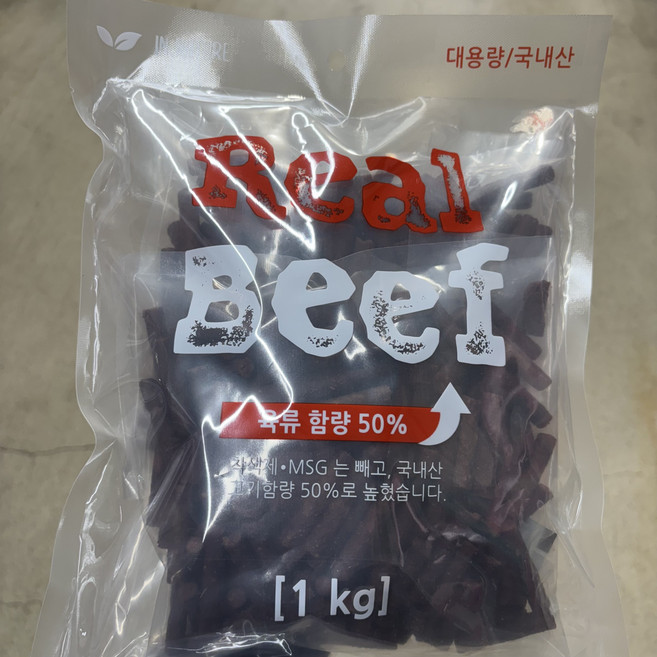 대용량/국내산
Real
Beef
육류 함량 50%
착색제•MSG 는 빼고, 국내산
고기함량 50%로 높혔습니다.
[1 kg]